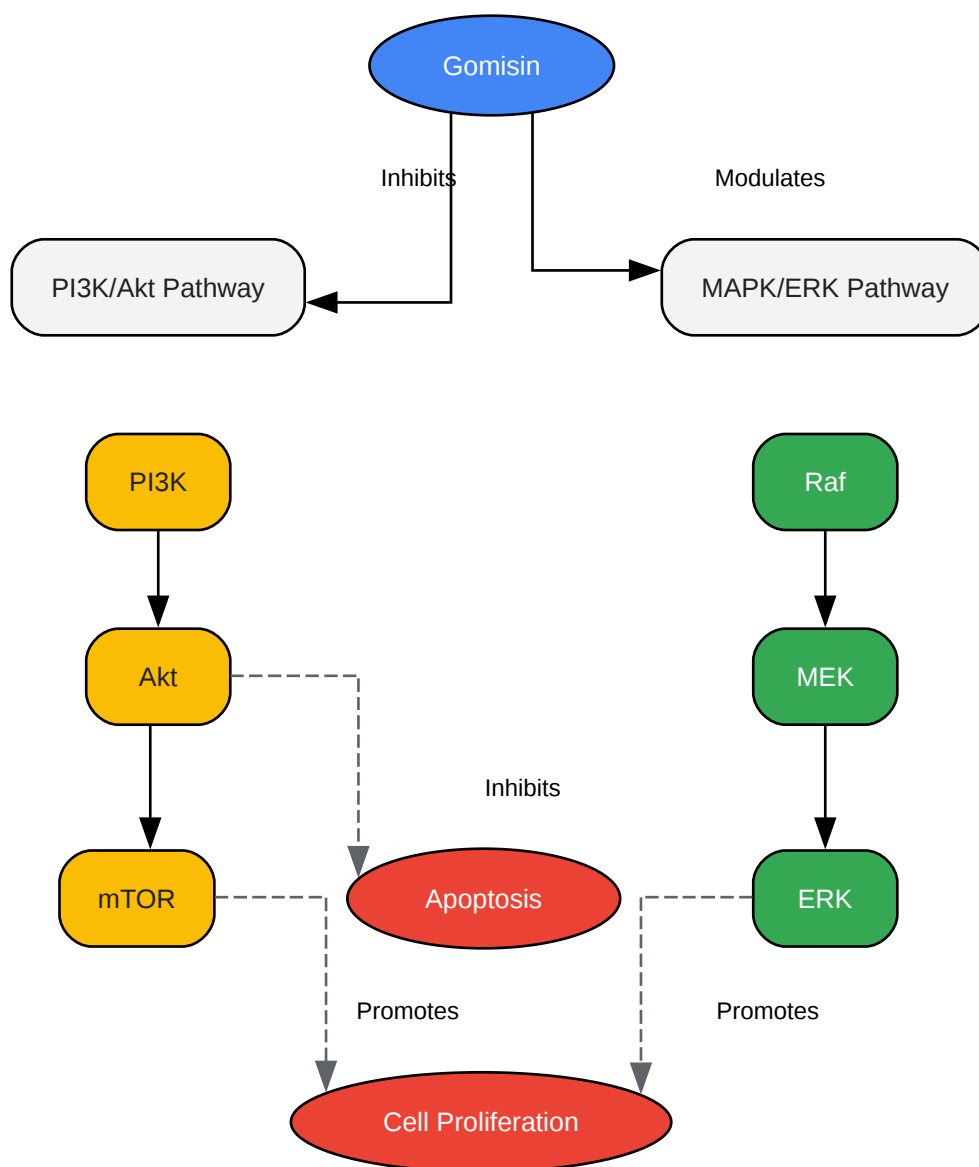 Gomisin
Inhibits
Modulates
PI3K/Akt Pathway
MAPK/ERK Pathway
PI3K
Raf
Akt
MEK
Inhibits
mTOR
Apoptosis
ERK
Promotes
Promotes
Cell Proliferation